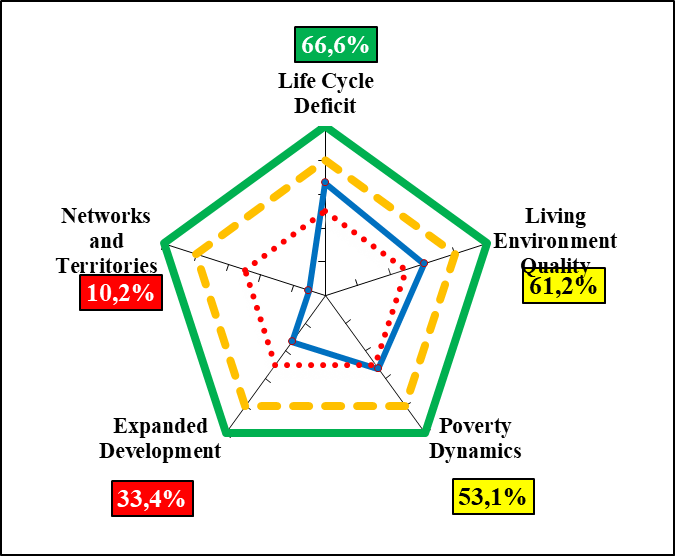 66,6%
Life Cycle
Deficit
Living
Environment
Quality
61,2%
Networks
and
Territories
10,2%
Expanded
Development
33,4%
Poverty
Dynamics
53,1%